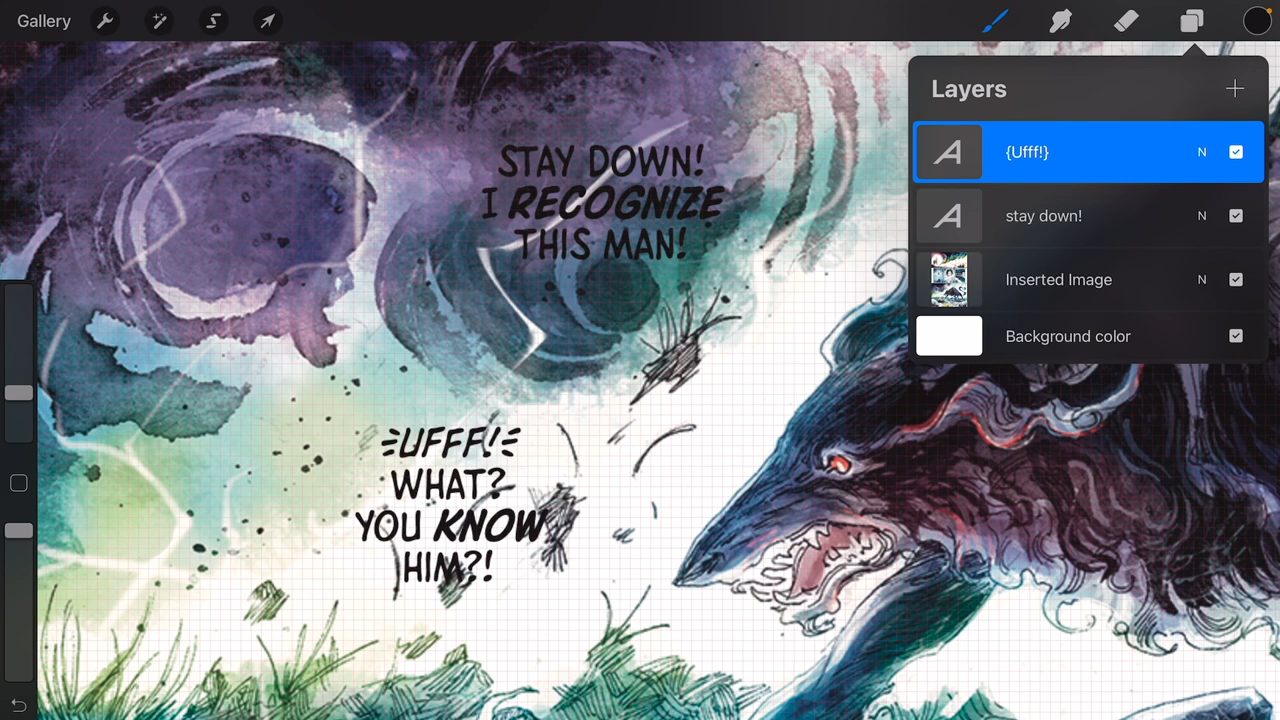 Gallery
Layers
{Ufff!}
N
stay down!
N
Inserted Image
N
Background color
STAY DOWN!
I RECOGNIZE
THIS MAN!
UFFF!
WHAT?
YOU KNOW
HIM?!